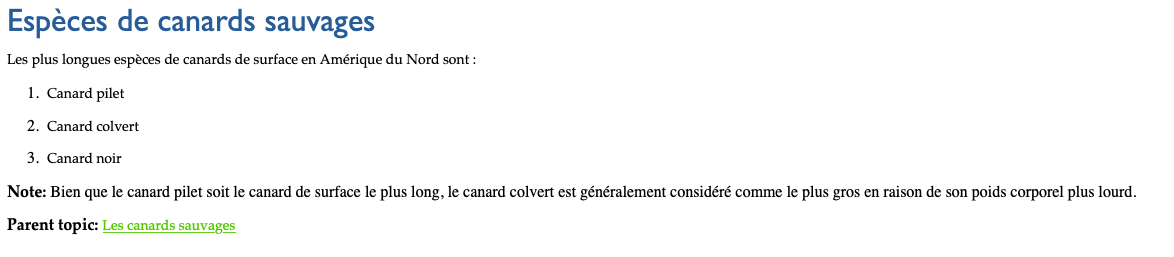 Espèces de canards sauvages
Les plus longues espèces de canards de surface en Amérique du Nord sont :
1. Canard pilet
2. Canard colvert
3. Canard noir
Note: Bien que le canard pilet soit le canard de surface le plus long, le canard colvert est généralement considéré comme le plus gros en raison de son poids corporel plus lourd.
Parent topic: Les canards sauvages